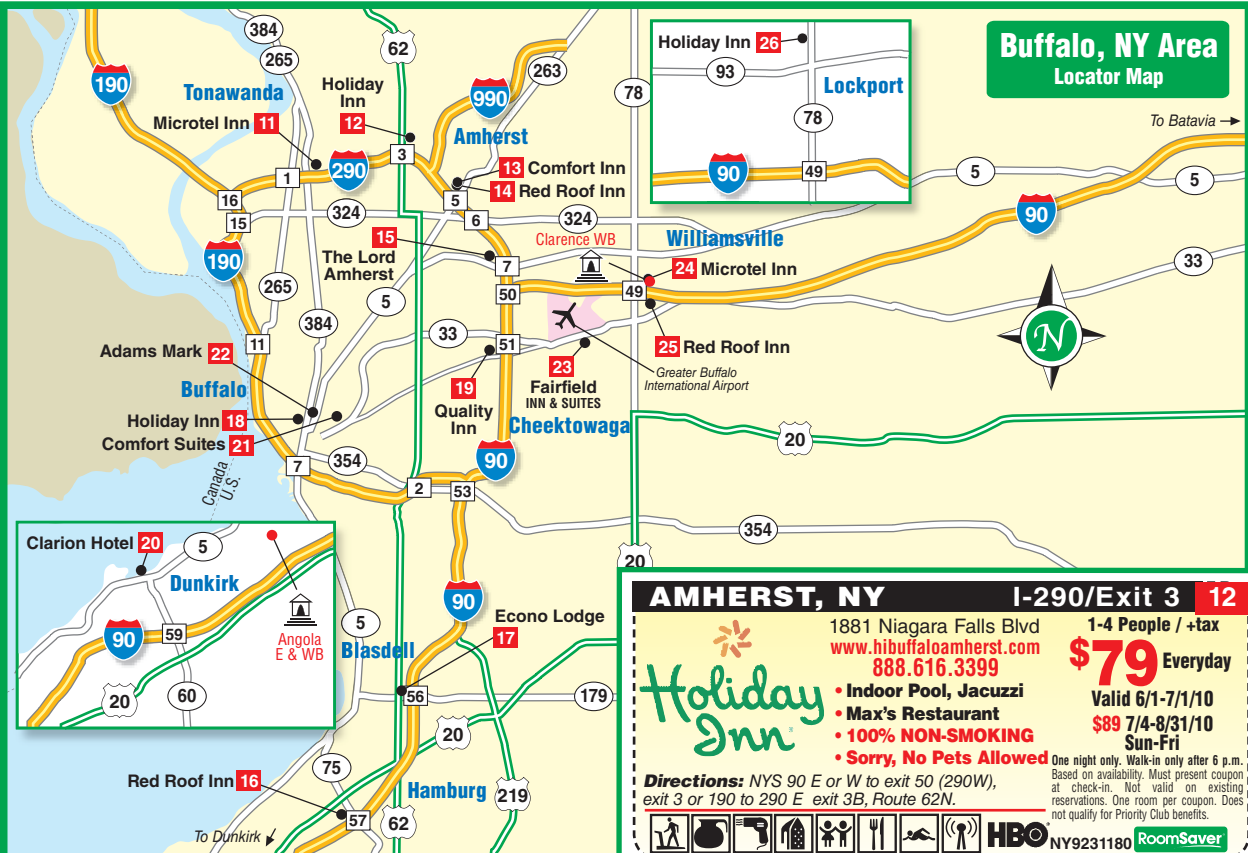 Buffalo, NY Area
Locator Map
384
265
190
62
263
990
78
Tonawanda
Holiday
Inn
12
Microtel Inn 11
Amherst
Holiday Inn 26
93
Lockport
78
90
49
To Batavia
3
290
1
13 Comfort Inn
14 Red Roof Inn
5
5
16
15
324
5
6
324
90
190
15
The Lord
Amherst
Clarence WB
Williamsville
7
24 Microtel Inn
33
265
5
50
49
384
33
11
51
25 Red Roof Inn
Adams Mark 22
Greater Buffalo
International Airport
23
Fairfield
INN & SUITES
19
Quality
Inn
Buffalo
Holiday Inn 18
Comfort Suites 21
Cheektowaga
N
20
90
7
354
2
53
Canada
U.S.
354
20
Clarion Hotel 20
5
Dunkirk
90
59
Angola
E & WB
20
60
90
Econo Lodge
17
5
Blasdell
56
179
20
75
Red Roof Inn 16
Hamburg
219
57
62
To Dunkirk
AMHERST, NY I-290/Exit 3 12
Holiday
Inn
1881 Niagara Falls Blvd
www.hibuffaloamherst.com
888.616.3399
• Indoor Pool, Jacuzzi
• Max's Restaurant
• 100% NON-SMOKING
• Sorry, No Pets Allowed
1-4 People / +tax
$79 Everyday
Valid 6/1-7/1/10
$89 7/4-8/31/10
Sun-Fri
One night only. Walk-in only after 6 p.m.
Based on availability. Must present coupon
at check-in. Not valid on existing
reservations. One room per coupon. Does
not qualify for Priority Club benefits.
Directions: NYS 90 E or W to exit 50 (290W),
exit 3 or 190 to 290 E exit 3B, Route 62N.
HBO
NY9231180 RoomSaver